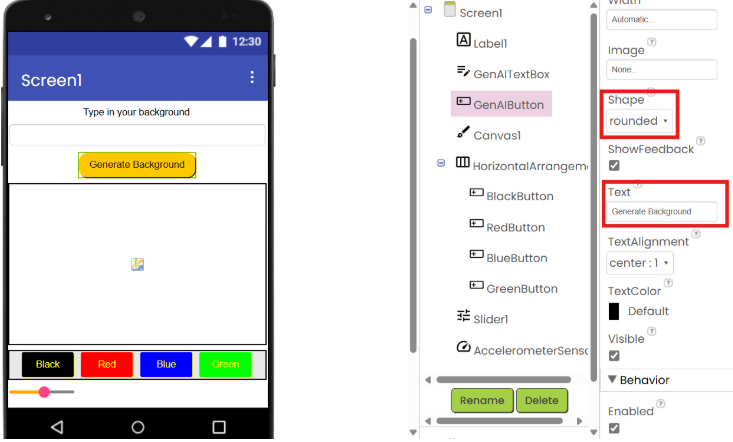 12:30
Screen1
Type in your background
Generate Background
Black
Red
Blue
Green
Screen1
Label1
GenAITextBox
GenAIButton
Canvas1
HorizontalArrangem
BlackButton
RedButton
BlueButton
GreenButton
Slider1
AccelerometerSenso
Rename
Delete
Width
Automatic...
Image
?
None...
Shape
?
rounded
ShowFeedback
?
Text
?
Generate Background
TextAlignment
?
center : 1
TextColor
?
Default
Visible
?
Behavior
Enabled
?